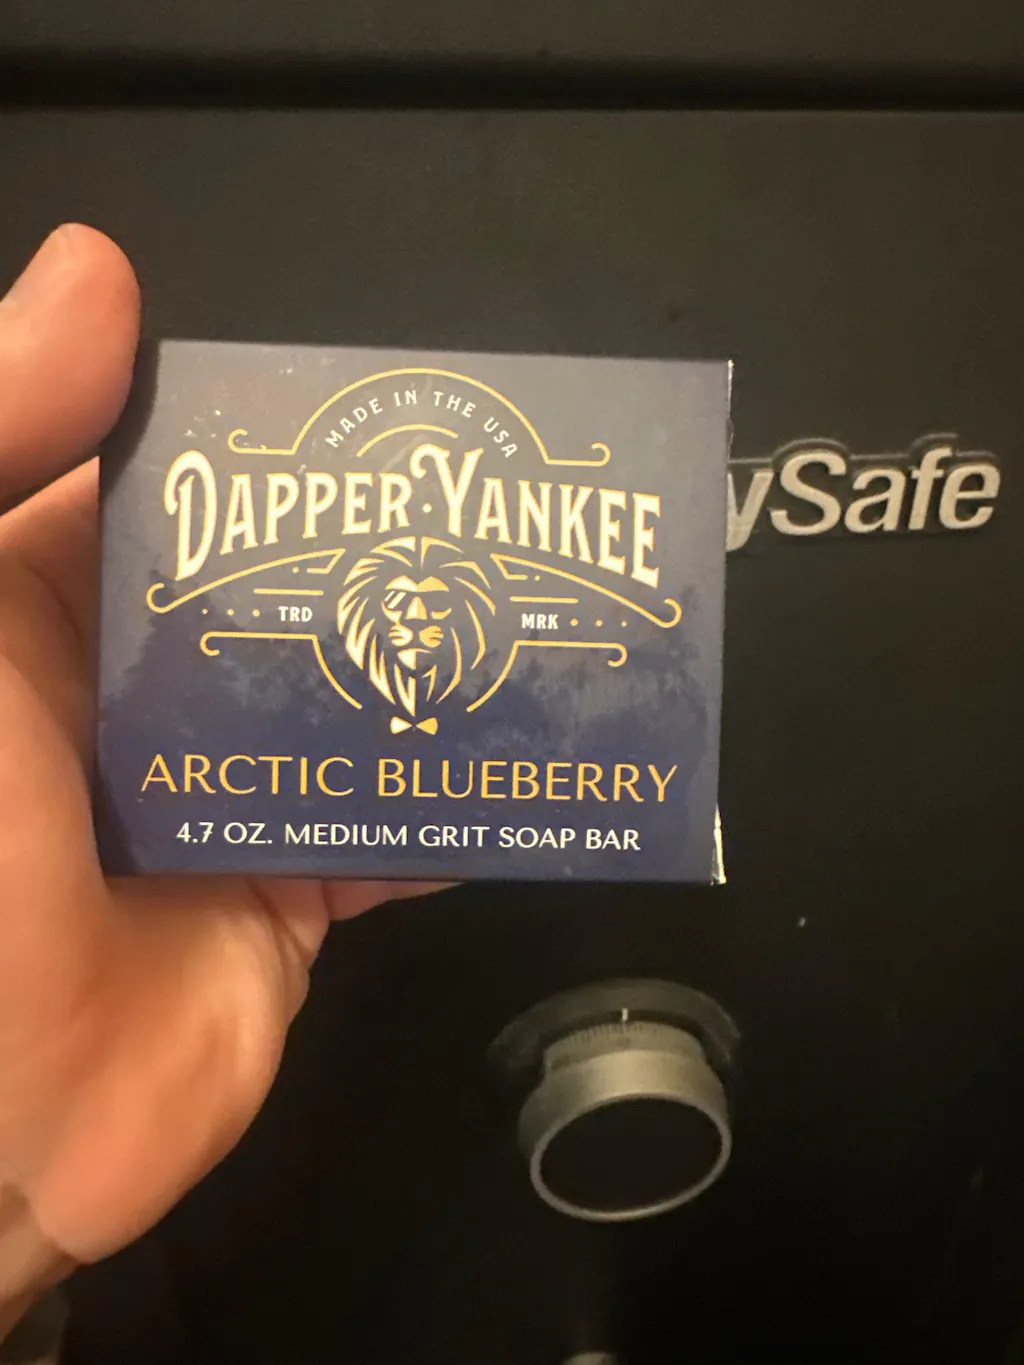 MADE IN THE USA
DAPPER·YANKEE
TRD MRK
ARCTIC BLUEBERRY
4.7 OZ. MEDIUM GRIT SOAP BAR
ySafe